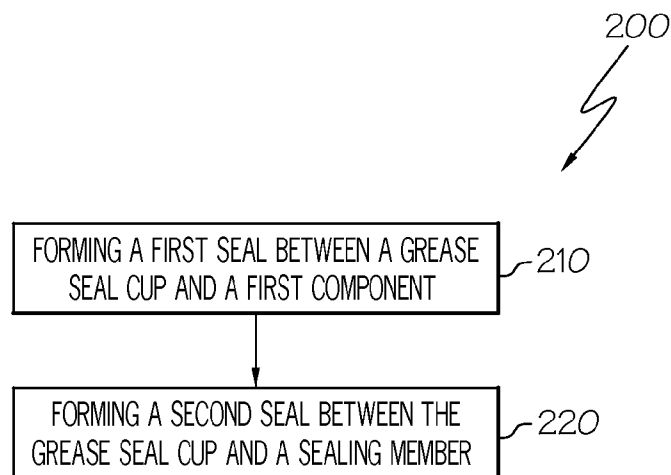 200
FORMING A FIRST SEAL BETWEEN A GREASE
SEAL CUP AND A FIRST COMPONENT
210
FORMING A SECOND SEAL BETWEEN THE
GREASE SEAL CUP AND A SEALING MEMBER
220